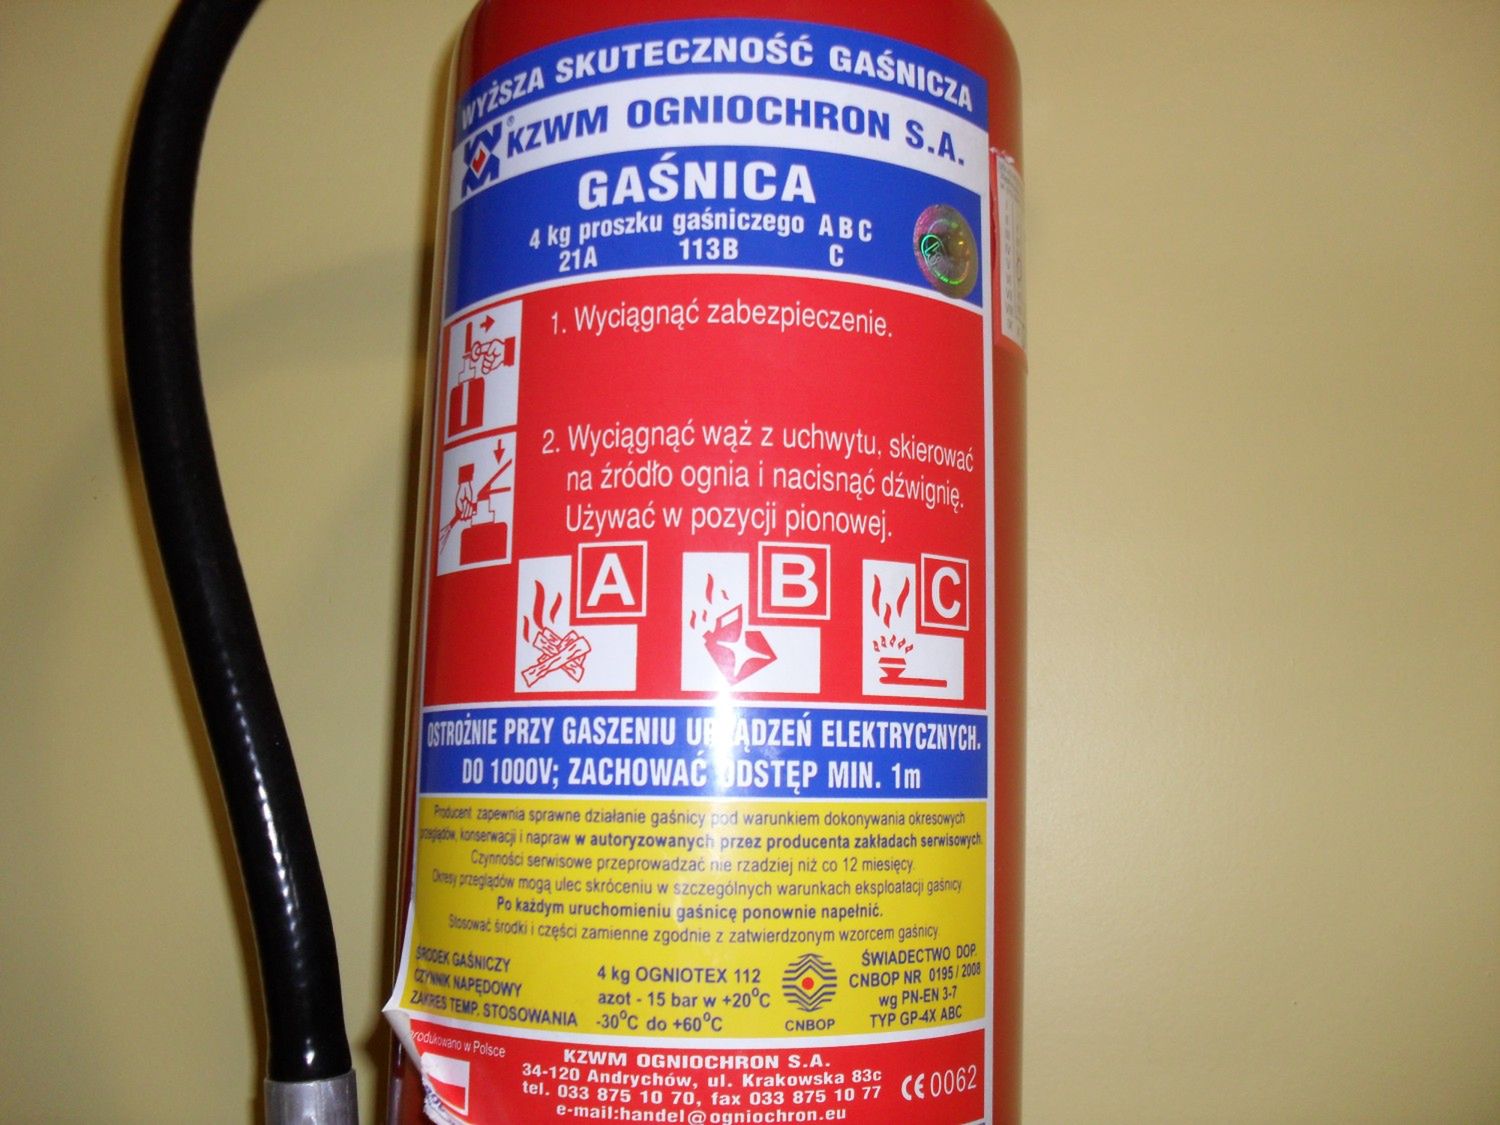 WYŻSZA SKUTECZNOŚĆ GAŚNICZA
® KZWM OGNIOCHRON S.A.
GAŚNICA
4 kg proszku gaśniczego ABC
21A 113B C
1. Wyciągnąć zabezpieczenie.
2. Wyciągnąć wąż z uchwytu, skierować
na źródło ognia i nacisnąć dźwignię.
Używać w pozycji pionowej.
A B C
OSTROŻNIE PRZY GASZENIU URZĄDZEŃ ELEKTRYCZNYCH.
DO 1000V; ZACHOWAĆ ODSTĘP MIN. 1m
Producent zapewnia sprawne działanie gaśnicy pod warunkiem dokonywania okresowych
przeglądów, konserwacji i napraw w autoryzowanych przez producenta zakładach serwisowych.
Czynności serwisowe przeprowadzać nie rzadziej niż co 12 miesięcy.
Okresy przeglądów mogą ulec skróceniu w szczególnych warunkach eksploatacji gaśnicy
Po każdym uruchomieniu gaśnicę ponownie napełnić.
Stosować środki i części zamienne zgodnie z zatwierdzonym wzorcem gaśnicy.
ŚRODEK GAŚNICZY 4 kg OGNIOTEX 112
CZYNNIK NAPĘDOWY azot - 15 bar w +20°C
ZAKRES TEMP. STOSOWANIA -30°C do +60°C
CNBOP
ŚWIADECTWO DOP.
CNBOP NR 0195 / 2008
wg PN-EN 3-7
TYP GP-4X ABC
rodukowano w Polsce
KZWM OGNIOCHRON S.A.
34-120 Andrychów, ul. Krakowska 83c
tel. 033 875 10 70, fax 033 875 10 77
e-mail:handel@ogniochron.eu
CE 0062